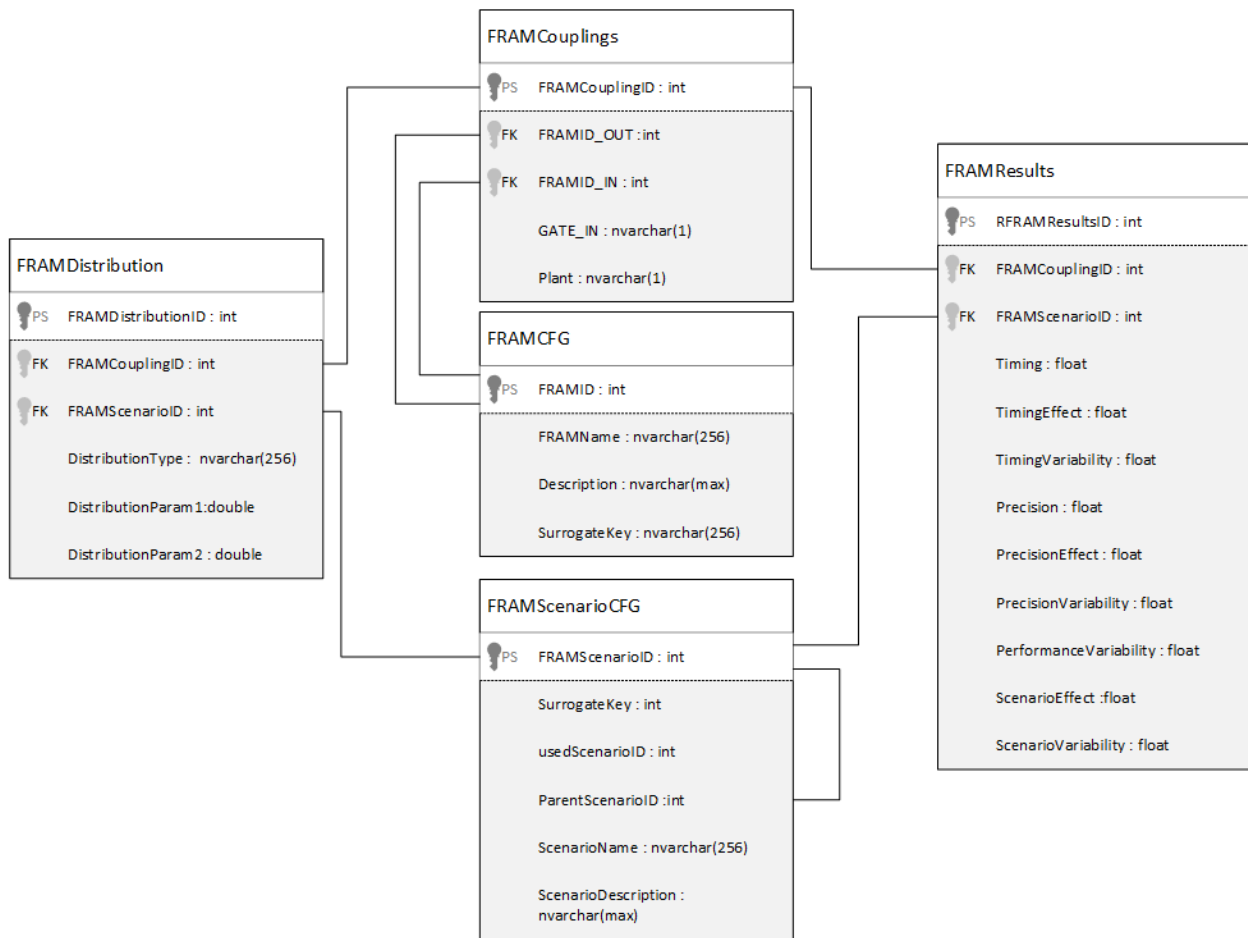 FRAMCouplings
PS FRAMCouplingID : int
FK FRAMID_OUT :int
FK FRAMID_IN : int
GATE_IN : nvarchar(1)
Plant : nvarchar(1)
FRAMDistribution
PS FRAMDistributionID : int
FK FRAMCouplingID : int
FK FRAMScenarioID : int
DistributionType : nvarchar(256)
DistributionParam1:double
DistributionParam2 : double
FRAMCFG
PS FRAMID : int
FRAMName : nvarchar(256)
Description : nvarchar(max)
SurrogateKey : nvarchar(256)
FRAMScenarioCFG
PS FRAMScenarioID : int
SurrogateKey : int
usedScenarioID : int
ParentScenarioID :int
ScenarioName : nvarchar(256)
ScenarioDescription :
nvarchar(max)
FRAMResults
PS RFRAMResultsID : int
FK FRAMCouplingID : int
FK FRAMScenarioID : int
Timing : float
TimingEffect : float
TimingVariability : float
Precision : float
PrecisionEffect : float
PrecisionVariability : float
PerformanceVariability : float
ScenarioEffect :float
ScenarioVariability : float